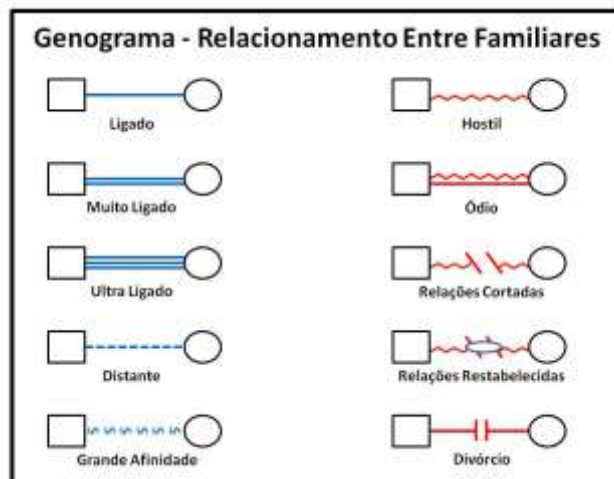 Genograma - Relacionamento Entre Familiares
Ligado
Hostil
Muito Ligado
Ódio
Ultra Ligado
Relações Cortadas
Distante
Relações Restabelecidas
Grande Afinidade
Divórcio